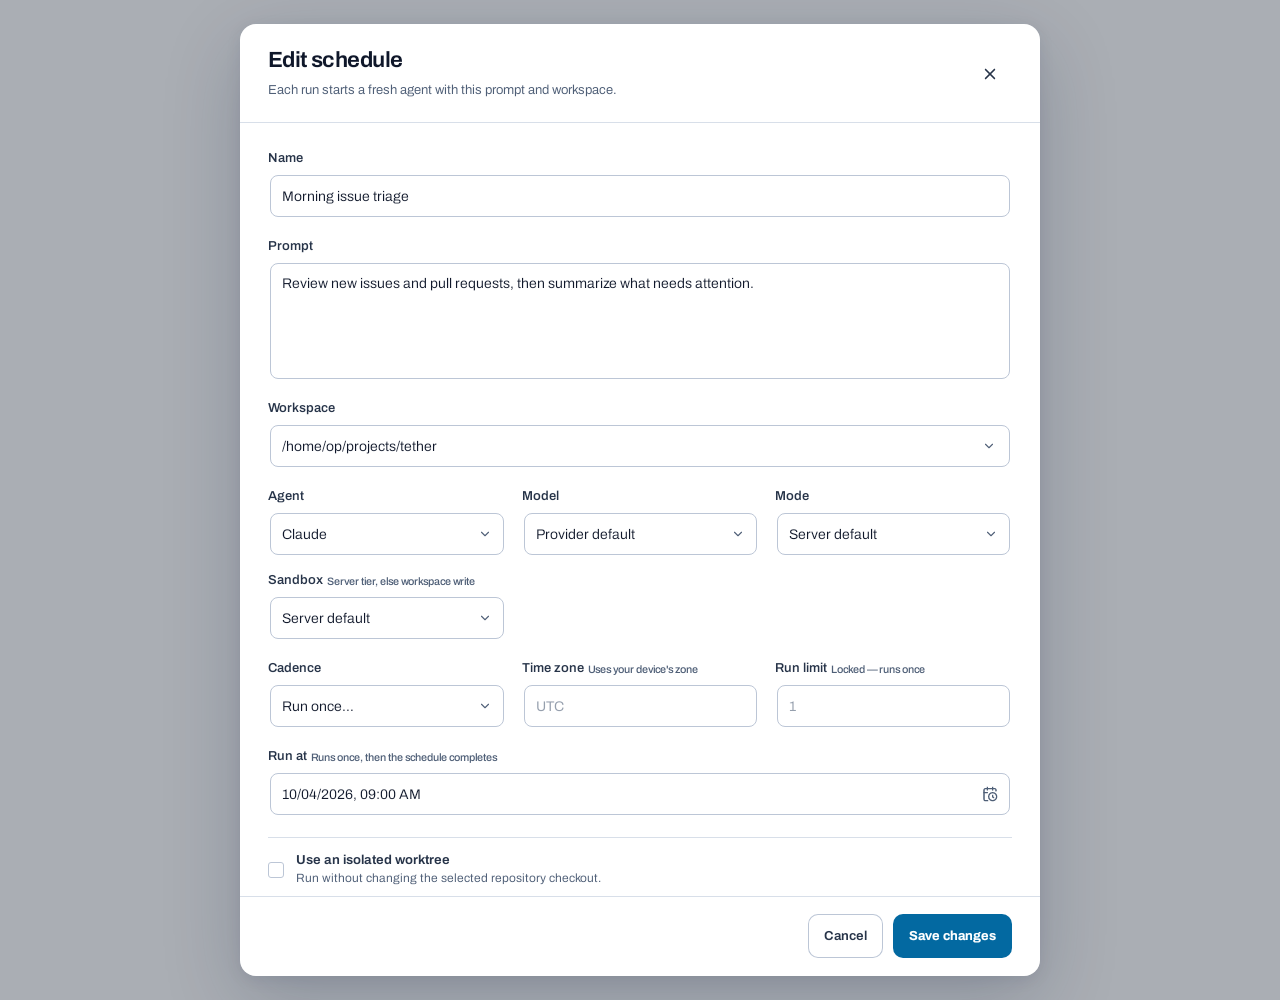 Edit schedule
Each run starts a fresh agent with this prompt and workspace.
Name
Morning issue triage
Prompt
Review new issues and pull requests, then summarize what needs attention.
Workspace
/home/op/projects/tether
Agent Model Mode
Claude Provider default Server default
Sandbox Server tier, else workspace write
Server default
Cadence Time zone Uses your device's zone Run limit Locked — runs once
Run once... UTC 1
Run at Runs once, then the schedule completes
10/04/2026, 09:00 AM
Use an isolated worktree
Run without changing the selected repository checkout.
Cancel Save changes